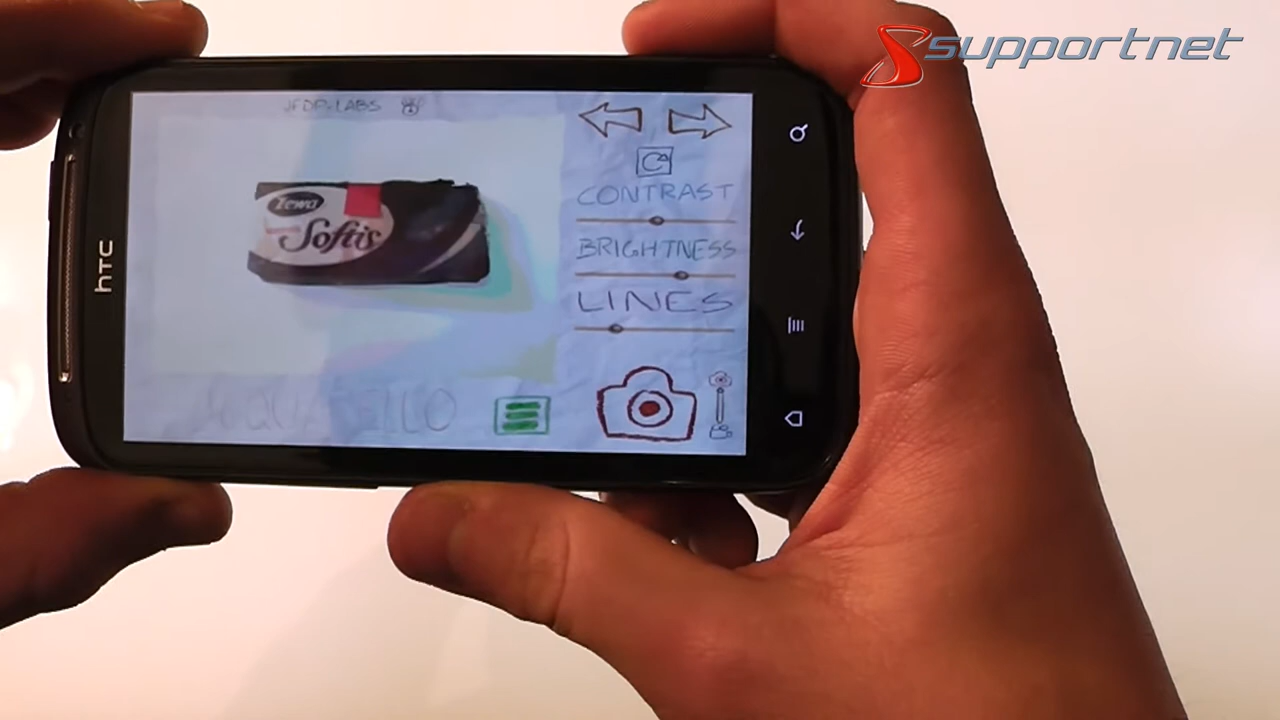 supportnet
JFDP-LABS
CONTRAST
BRIGHTNESS
LINES
Zewa
Softis
hTC